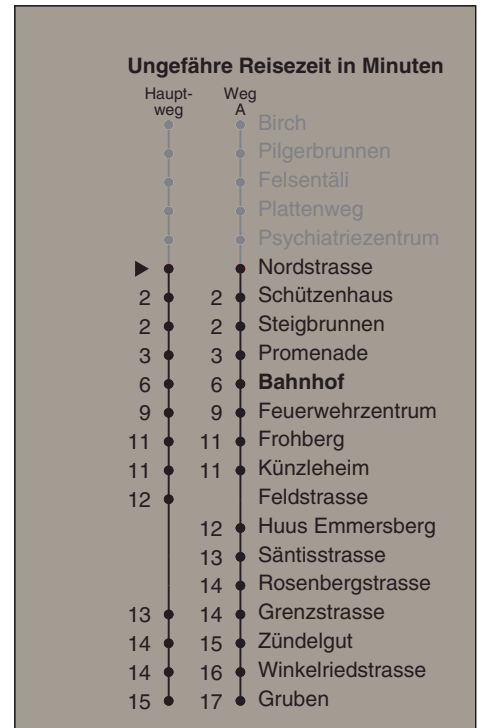 Ungefähre Reisezeit in Minuten
Haupt- Weg
weg A
Birch
Pilgerbrunnen
Felsentäli
Plattenweg
Psychiatriezentrum
Nordstrasse
2 2 Schützenhaus
2 2 Steigbrunnen
3 3 Promenade
6 6 Bahnhof
9 9 Feuerwehrzentrum
11 11 Frohberg
11 11 Künzleheim
12 Feldstrasse
12 Huus Emmersberg
13 Säntisstrasse
14 Rosenbergstrasse
13 14 Grenzstrasse
14 15 Zündelgut
14 16 Winkelriedstrasse
15 17 Gruben